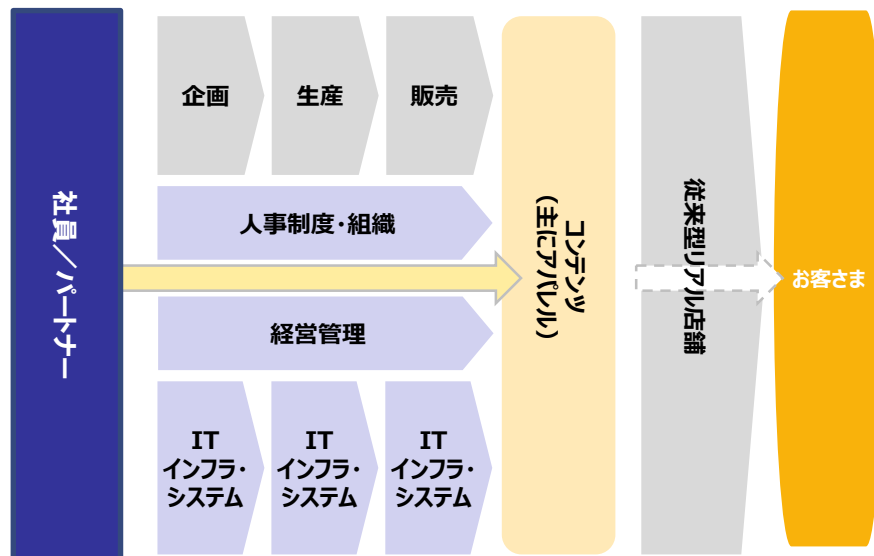 社員／パートナー
企画
生産
販売
人事制度・組織
経営管理
IT
インフラ・
システム
IT
インフラ・
システム
IT
インフラ・
システム
コンテンツ
(主にアパレル)
従来型リアル店舗
お客さま